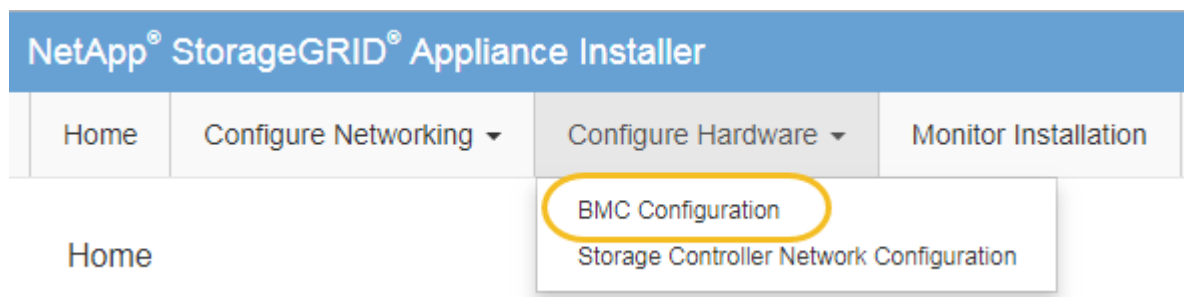 NetApp® StorageGRID® Appliance Installer
Home Configure Networking Configure Hardware Monitor Installation
BMC Configuration
Home
Storage Controller Network Configuration